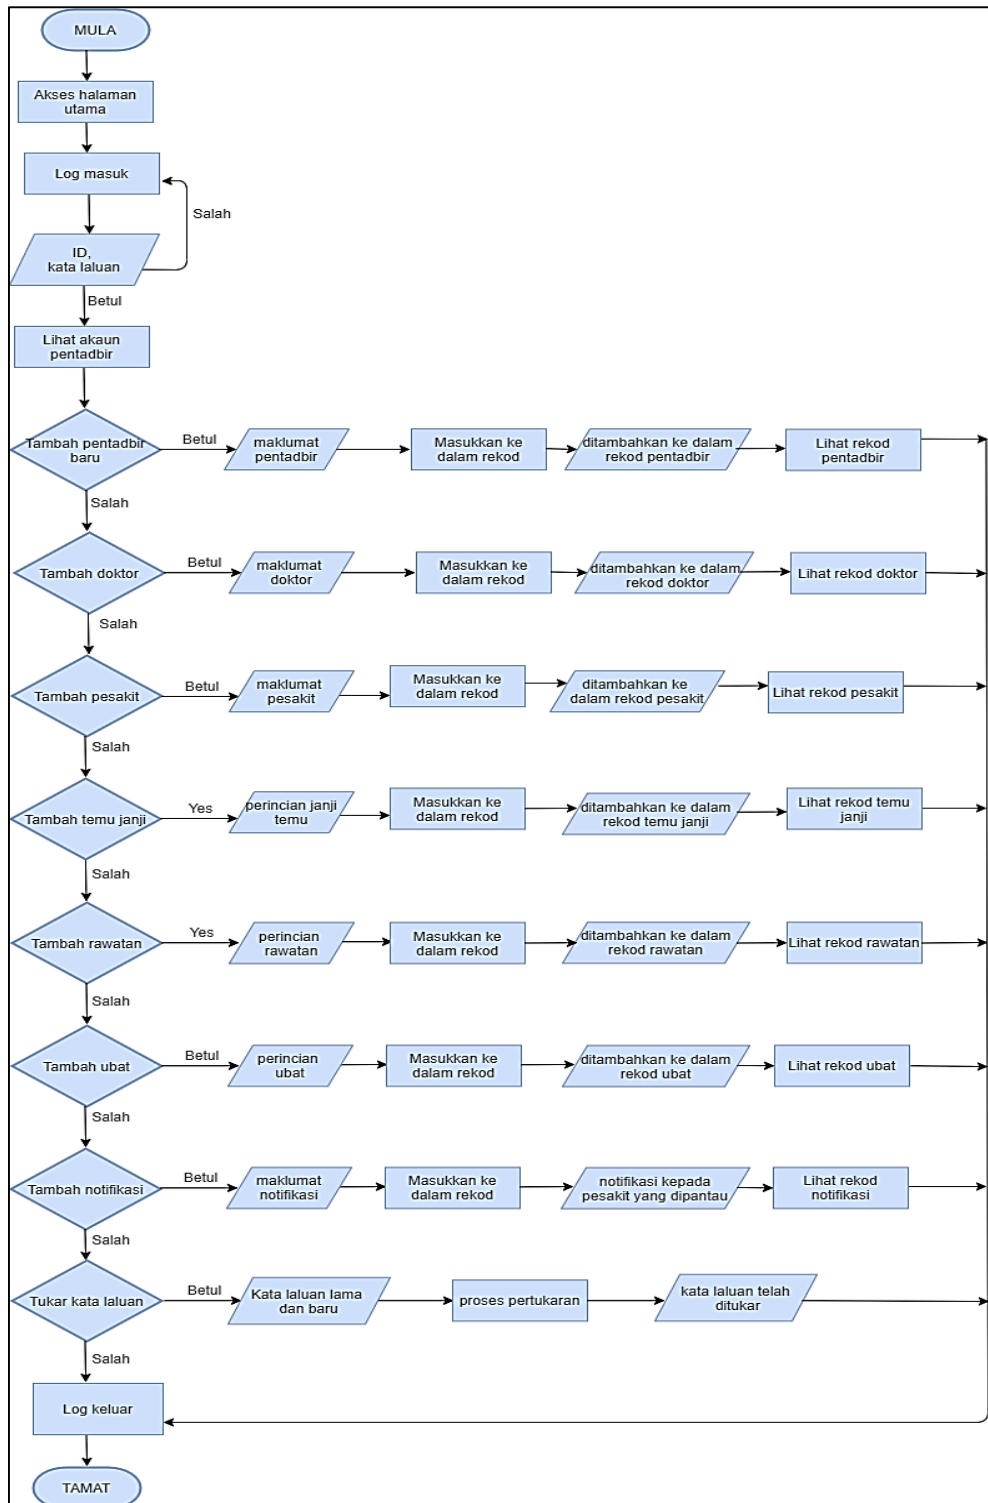 MULA
Akses halaman
utama
Log masuk
Salah
ID,
kata laluan
Betul
Lihat akaun
pentadbir
Tambah pentadbir
baru
Betul
maklumat
pentadbir
Masukkan ke
dalam rekod
ditambahkan ke dalam
rekod pentadbir
Lihat rekod
pentadbir
Salah
Tambah doktor
Betul
maklumat
doktor
Masukkan ke
dalam rekod
ditambahkan ke dalam
rekod doktor
Lihat rekod doktor
Salah
Tambah pesakit
Betul
maklumat
pesakit
Masukkan ke
dalam rekod
ditambahkan ke
dalam rekod pesakit
Lihat rekod pesakit
Salah
Tambah temu janji
Yes
perincian janji
temu
Masukkan ke
dalam rekod
ditambahkan ke dalam
rekod temu janji
Lihat rekod temu
janji
Salah
Tambah rawatan
Yes
perincian
rawatan
Masukkan ke
dalam rekod
ditambahkan ke dalam
rekod rawatan
Lihat rekod rawatan
Salah
Tambah ubat
Betul
perincian
ubat
Masukkan ke
dalam rekod
ditambahkan ke dalam
rekod ubat
Lihat rekod ubat
Salah
Tambah notifikasi
Betul
maklumat
notifikasi
Masukkan ke
dalam rekod
notifikasi kepada
pesakit yang dipantau
Lihat rekod
notifikasi
Salah
Tukar kata laluan
Betul
Kata laluan lama
dan baru
proses pertukaran
kata laluan telah
ditukar
Salah
Log keluar
TAMAT